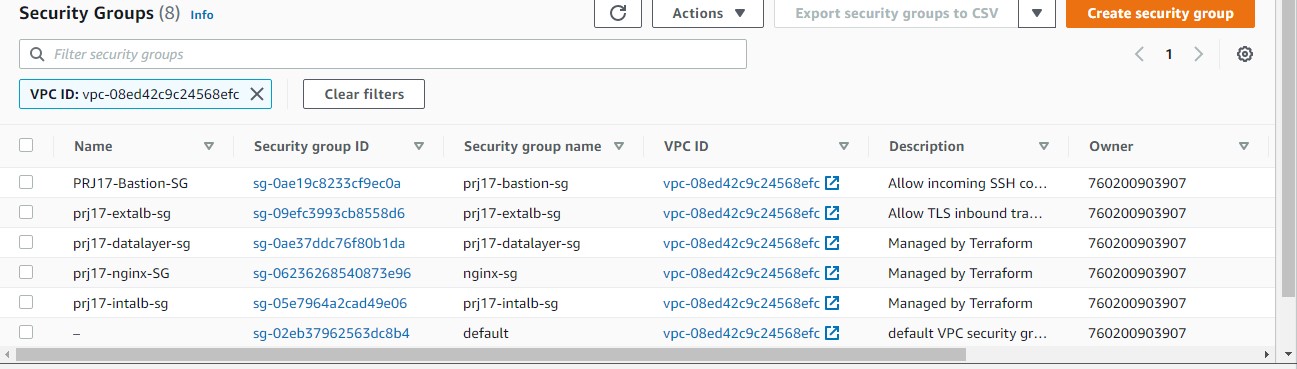 Security Groups (8) Info Actions Export security groups to CSV Create security group
Filter security groups 1
VPC ID: vpc-08ed42c9c24568efc Clear filters
Name Security group ID Security group name VPC ID Description Owner
PRJ17-Bastion-SG sg-0ae19c8233cf9ec0a prj17-bastion-sg vpc-08ed42c9c24568efc Allow incoming SSH co... 760200903907
prj17-extalb-sg sg-09efc3993cb8558d6 prj17-extalb-sg vpc-08ed42c9c24568efc Allow TLS inbound tra... 760200903907
prj17-datalayer-sg sg-0ae37ddc76f80b1da prj17-datalayer-sg vpc-08ed42c9c24568efc Managed by Terraform 760200903907
prj17-nginx-SG sg-06236268540873e96 nginx-sg vpc-08ed42c9c24568efc Managed by Terraform 760200903907
prj17-intalb-sg sg-05e7964a2cad49e06 prj17-intalb-sg vpc-08ed42c9c24568efc Managed by Terraform 760200903907
– sg-02eb37962563dc8b4 default vpc-08ed42c9c24568efc default VPC security gr... 760200903907